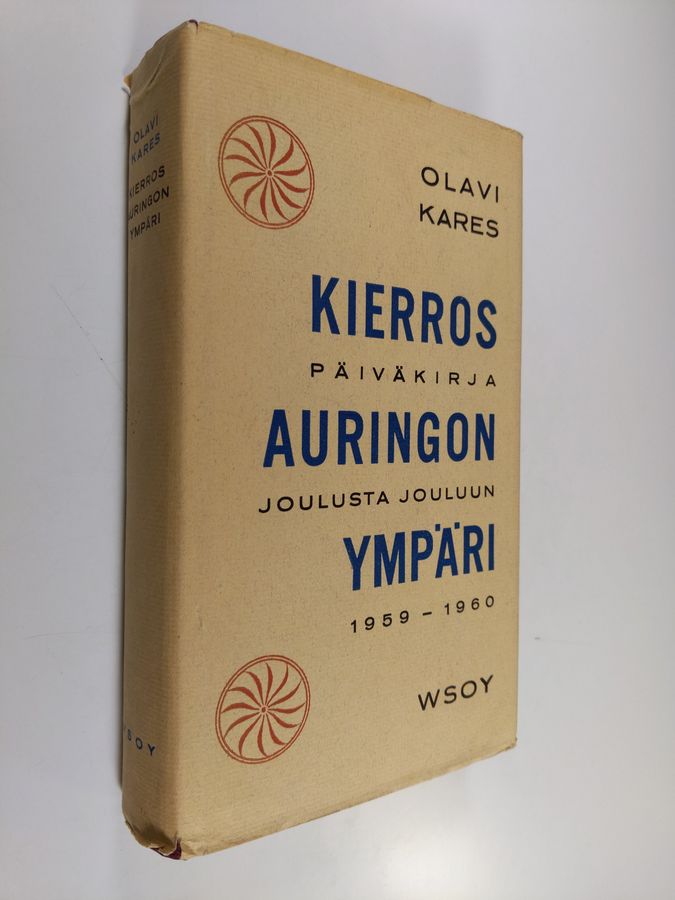 OLAVI
KARES
KIERROS
AURINGON
YMPÄRI
WSOY
OLAVI
KARES
KIERROS
PÄIVÄKIRJA
AURINGON
JOULUSTA JOULUUN
YMPÄRI
1959 – 1960
WSOY